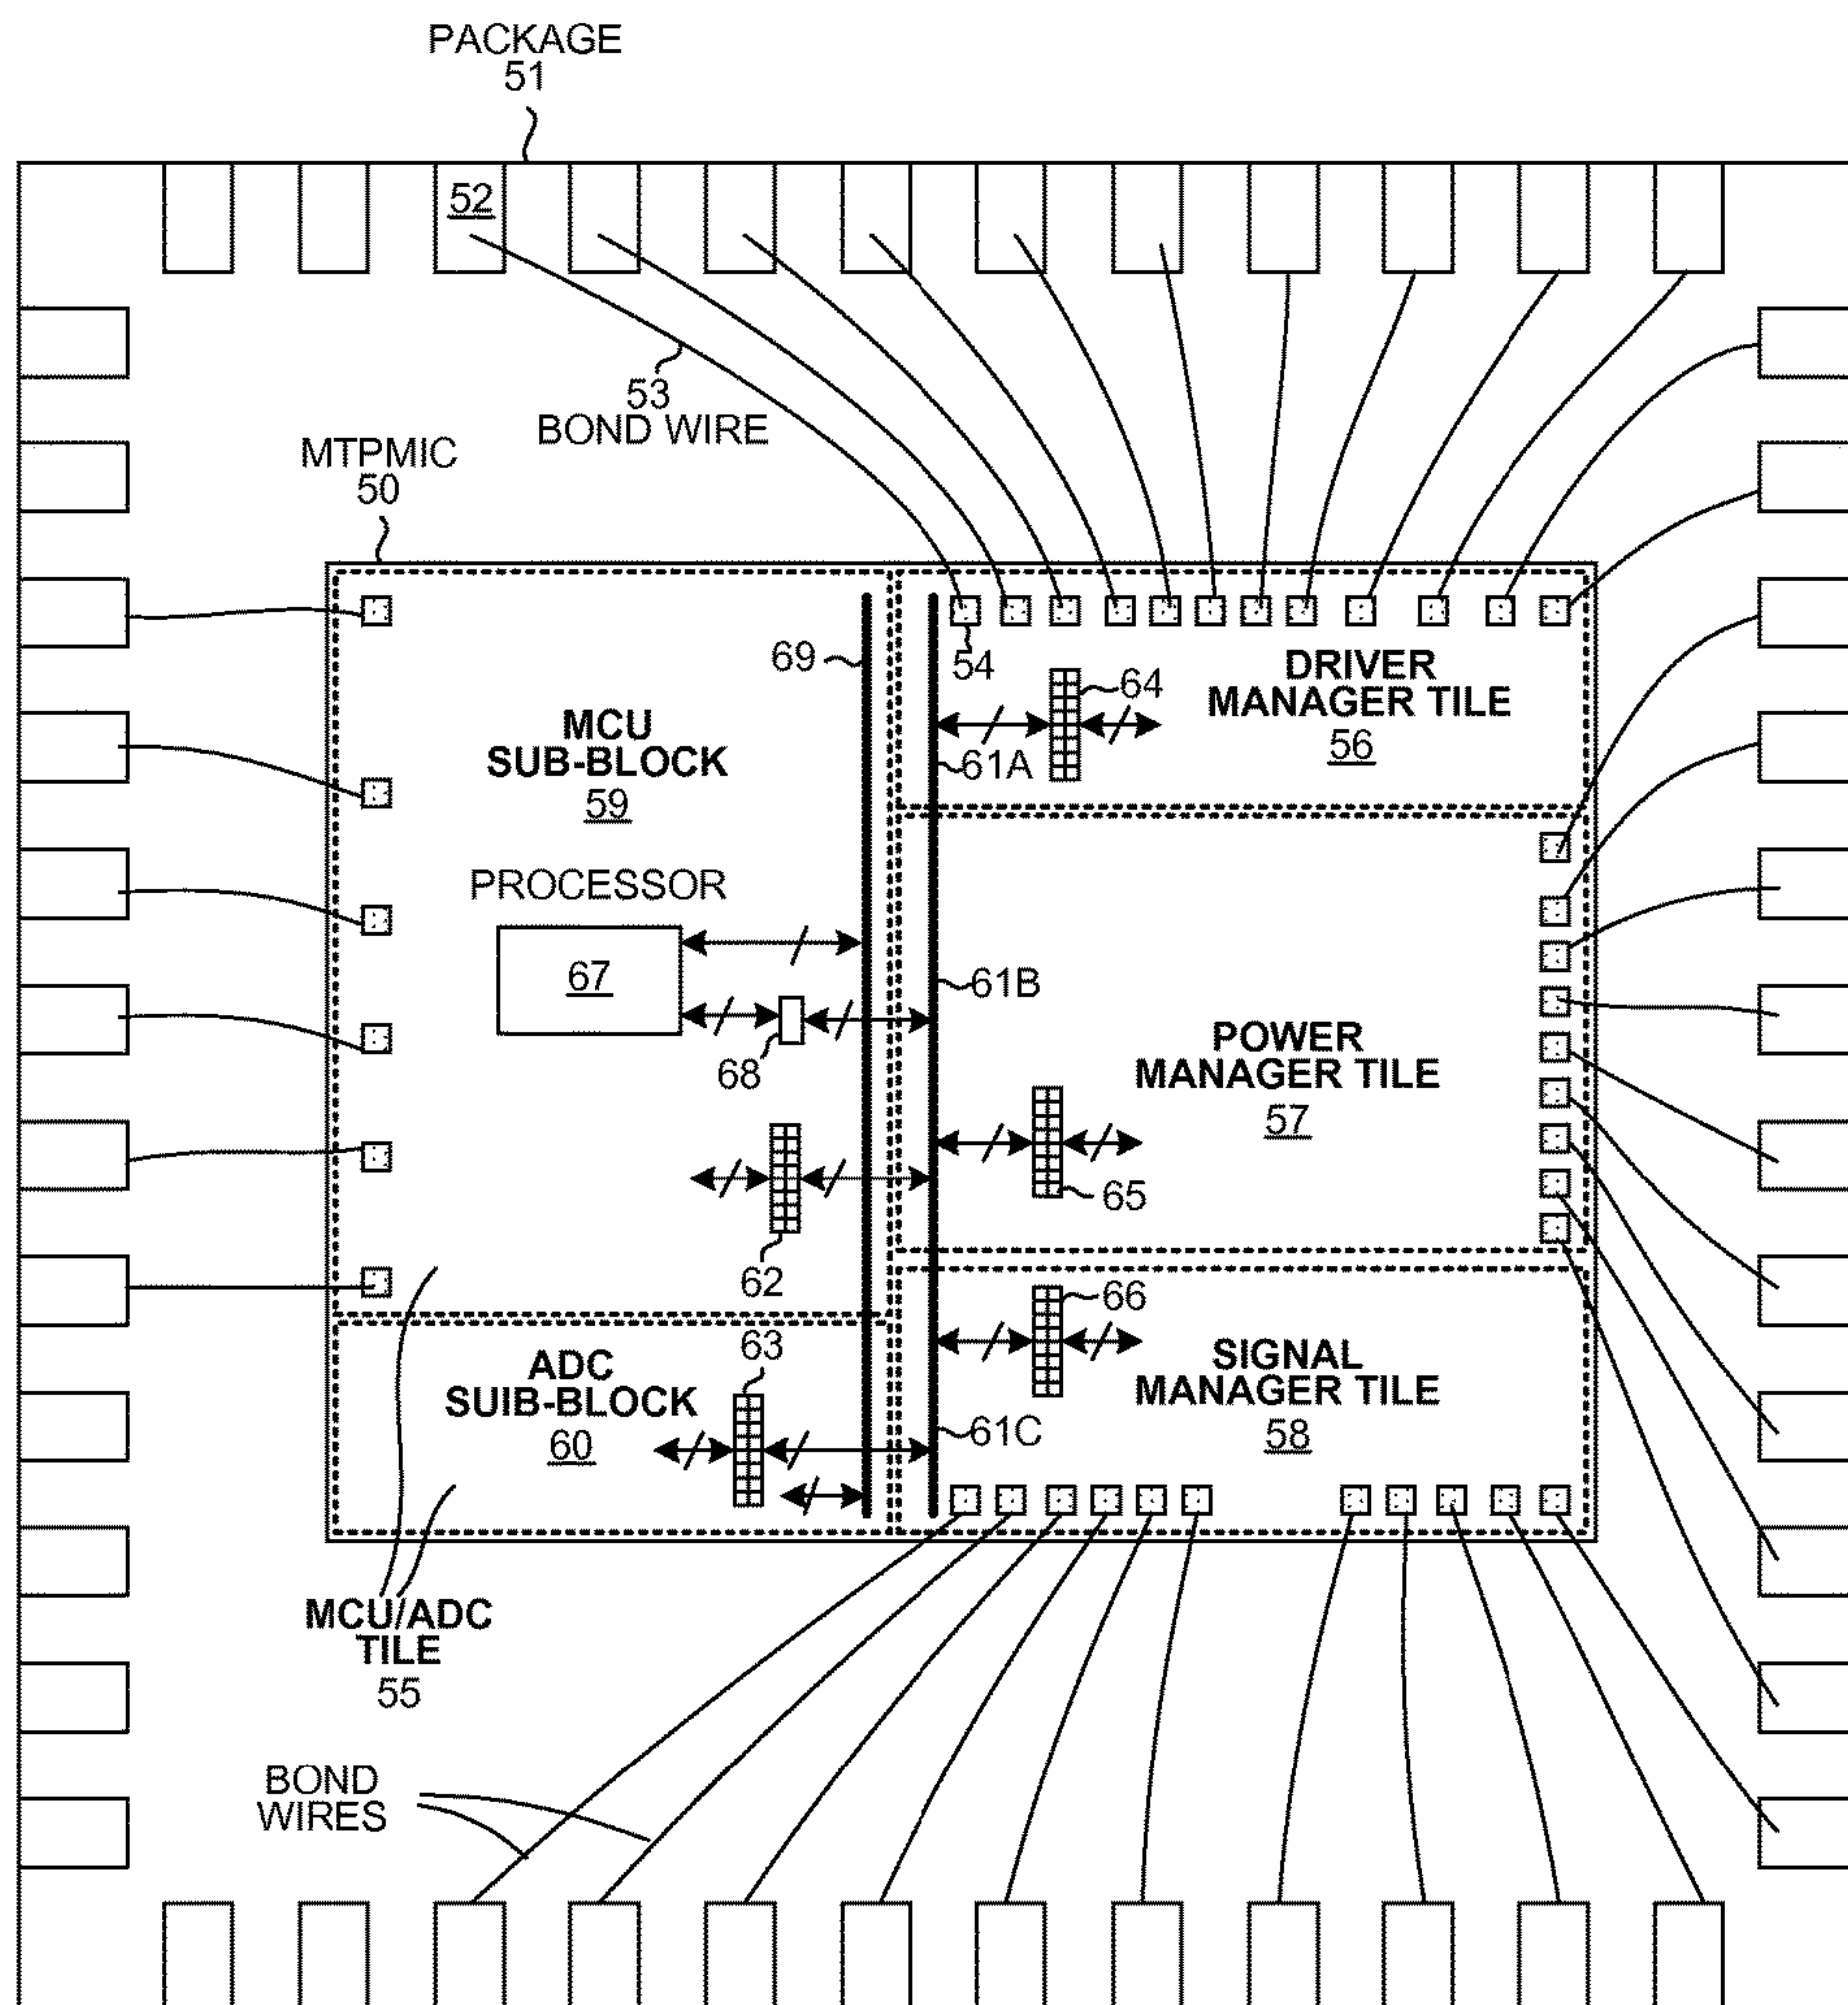 PACKAGE
51
52
53
BOND WIRE
MTPMIC
50
69
54
64
DRIVER
MANAGER TILE
56
61A
MCU
SUB-BLOCK
59
PROCESSOR
67
68
61B
POWER
MANAGER TILE
57
65
62
66
63
ADC
SUIB-BLOCK
60
SIGNAL
MANAGER TILE
58
61C
MCU/ADC
TILE
55
BOND
WIRES